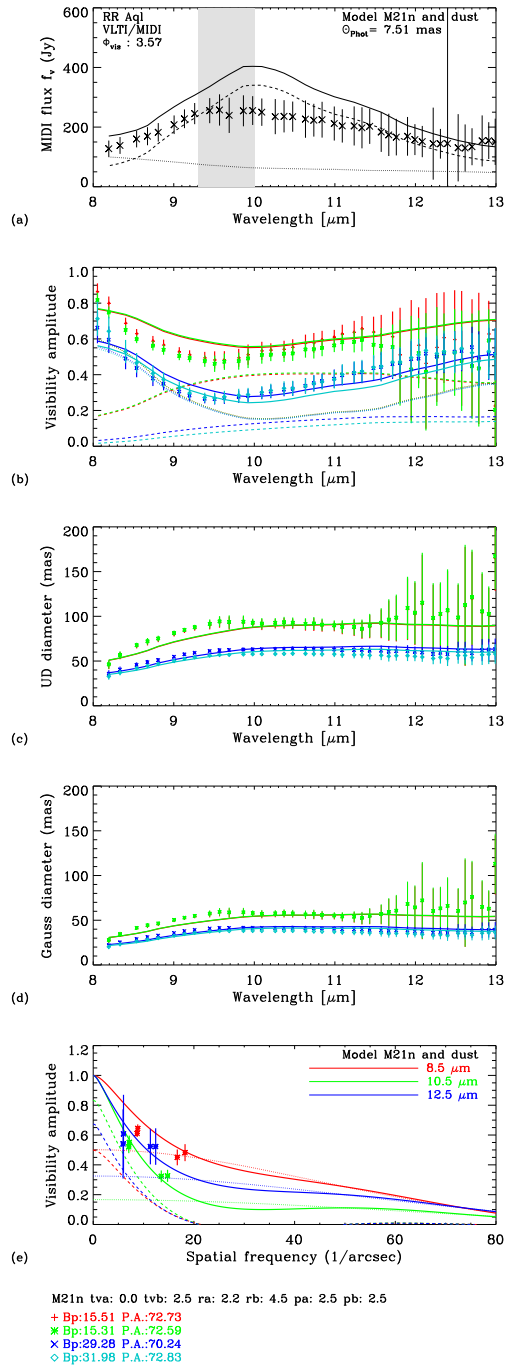 RR Aql
VLTI/MIDI
Φvis : 3.57
Model M21n and dust
ΘPhot= 7.51 mas
600
400
200
0
MIDI flux fν (Jy)
8 9 10 11 12 13
Wavelength [μm]
(a)
1.0
0.8
0.6
0.4
0.2
0.0
Visibility amplitude
8 9 10 11 12 13
Wavelength [μm]
(b)
200
150
100
50
0
UD diameter (mas)
8 9 10 11 12 13
Wavelength [μm]
(c)
200
150
100
50
0
Gauss diameter (mas)
8 9 10 11 12 13
Wavelength [μm]
(d)
Model M21n and dust
8.5 μm
10.5 μm
12.5 μm
1.2
1.0
0.8
0.6
0.4
0.2
0.0
Visibility amplitude
0 20 40 60 80
Spatial frequency (1/arcsec)
(e)
M21n tva: 0.0 tvb: 2.5 ra: 2.2 rb: 4.5 pa: 2.5 pb: 2.5
Bp:15.51 P.A.:72.73
Bp:15.31 P.A.:72.59
Bp:29.28 P.A.:70.24
Bp:31.98 P.A.:72.83